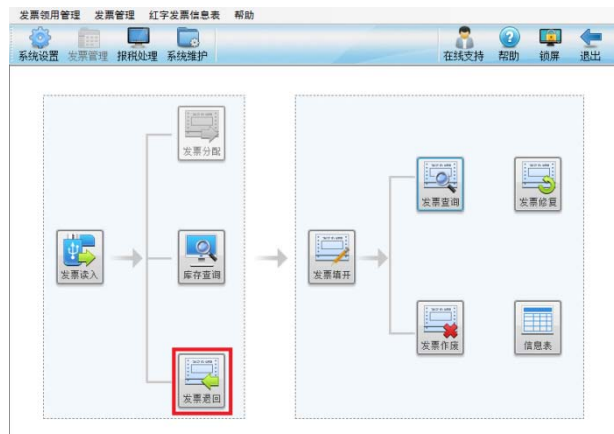 发票领用管理 发票管理 红字发票信息表 帮助
系统设置 发票管理 报税处理 系统维护 在线支持 帮助 锁屏 退出
发票分配
发票查询 发票修复
发票读入 库存查询 发票填开
发票作废 信息表
发票退回